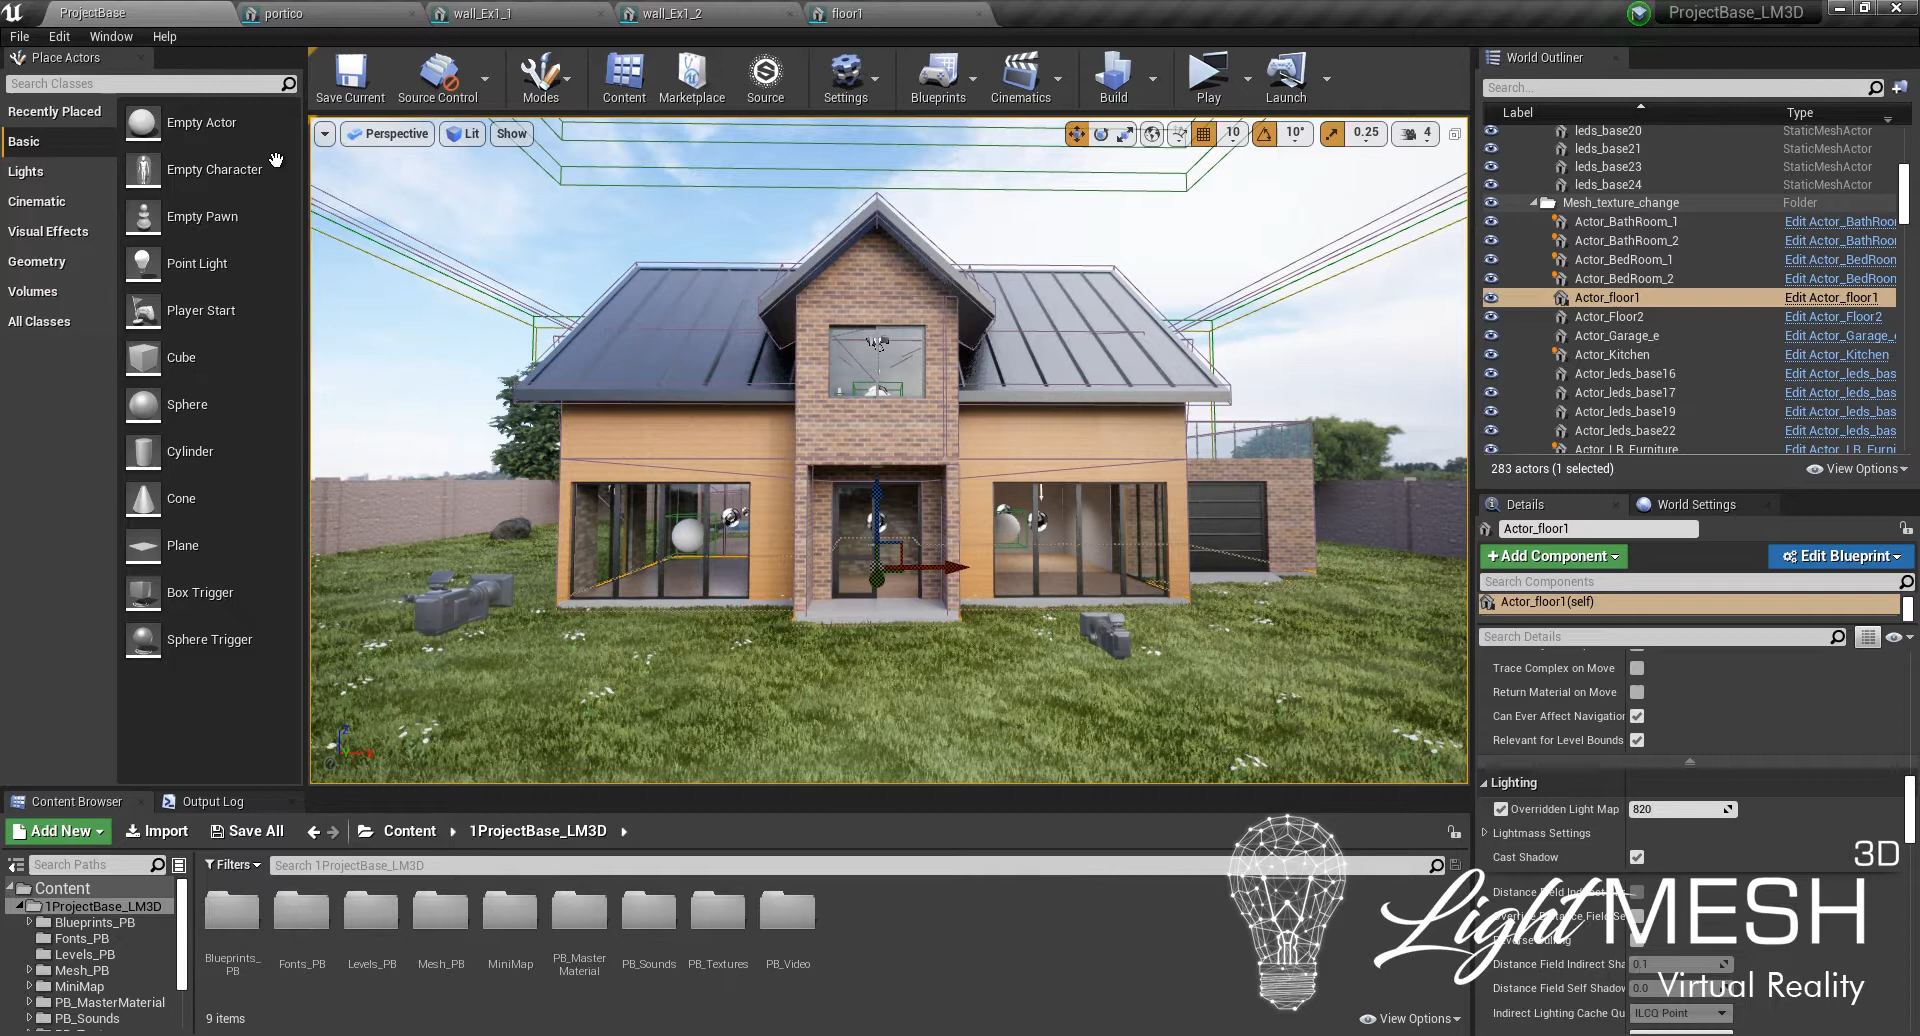 ProjectBase
portico
wall_Ex1_1
wall_Ex1_2
floor1
ProjectBase_LM3D
File Edit Window Help
Place Actors
Search Classes
Recently Placed
Basic
Lights
Cinematic
Visual Effects
Geometry
Volumes
All Classes
Empty Actor
Empty Character
Empty Pawn
Point Light
Player Start
Cube
Sphere
Cylinder
Cone
Plane
Box Trigger
Sphere Trigger
Save Current
Source Control
Modes
Content
Marketplace
Source
Settings
Blueprints
Cinematics
Build
Play
Launch
Perspective
Lit
Show
10
10°
0.25
4
World Outliner
Search...
Label Type
leds_base20 StaticMeshActor
leds_base21 StaticMeshActor
leds_base23 StaticMeshActor
leds_base24 StaticMeshActor
Mesh_texture_change Folder
Actor_BathRoom_1 Edit Actor_BathRoo
Actor_BathRoom_2 Edit Actor_BathRoo
Actor_BedRoom_1 Edit Actor_BedRoon
Actor_BedRoom_2 Edit Actor_BedRoon
Actor_floor1 Edit Actor_floor1
Actor_Floor2 Edit Actor_Floor2
Actor_Garage_e Edit Actor_Garage_
Actor_Kitchen Edit Actor_Kitchen
Actor_leds_base16 Edit Actor_leds_bas
Actor_leds_base17 Edit Actor_leds_bas
Actor_leds_base19 Edit Actor_leds_bas
Actor_leds_base22 Edit Actor_leds_bas
Actor_LB_Furniture Edit Actor_LB_Furni
283 actors (1 selected)
View Options
Details
World Settings
Actor_floor1
+Add Component
Edit Blueprint
Search Components
Actor_floor1(self)
Search Details
Trace Complex on Move
Return Material on Move
Can Ever Affect Navigation
Relevant for Level Bounds
Lighting
Overridden Light Map 820
Lightmass Settings
Cast Shadow
Distance Field Indirect Sha 0.1
Distance Field Self Shadow 0.0
Indirect Lighting Cache Qu ILCQ Point
3D
LightMESH
Virtual Reality
Content Browser
Output Log
Add New
Import
Save All
Content
1ProjectBase_LM3D
Search Paths
Filters
Search 1ProjectBase_LM3D
Content
1ProjectBase_LM3D
Blueprints_PB
Fonts_PB
Levels_PB
Mesh_PB
MiniMap
PB_MasterMaterial
PB_Sounds
Blueprints_
PB
Fonts_PB
Levels_PB
Mesh_PB
MiniMap
PB_Master
Material
PB_Sounds
PB_Textures
PB_Video
9 items
View Options